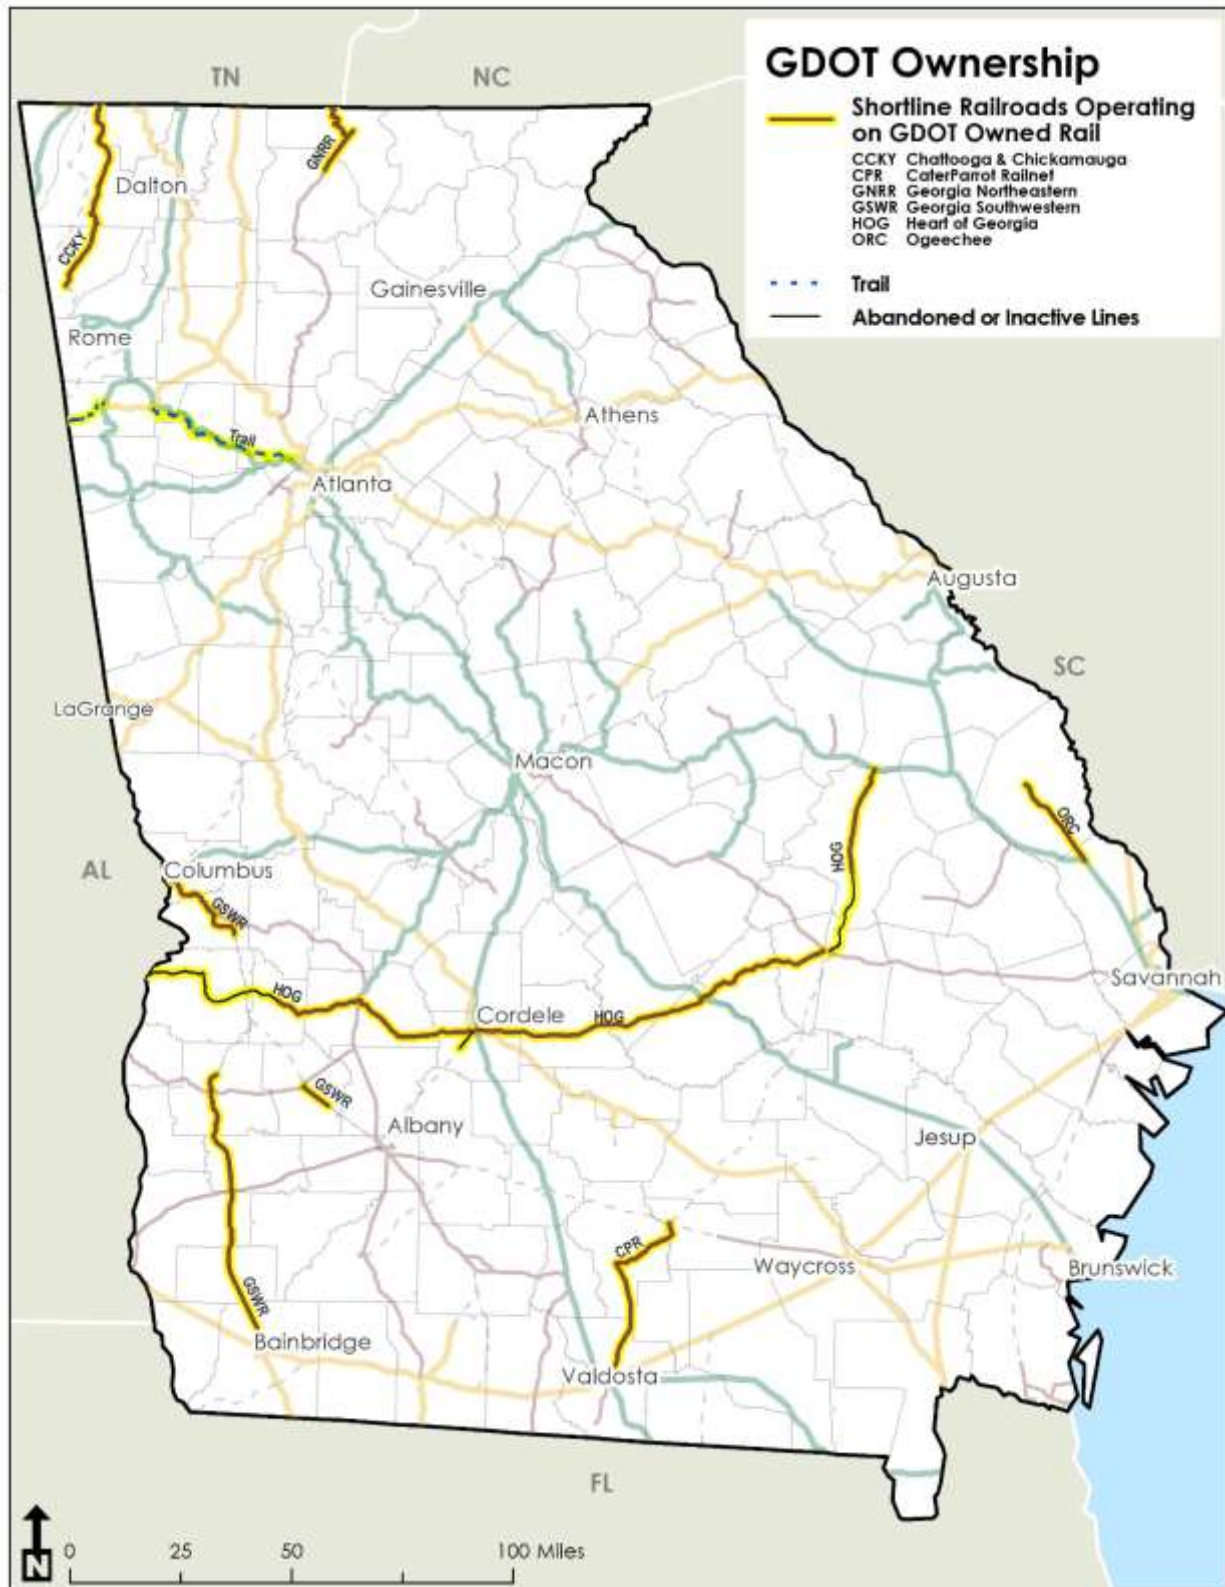 TN
NC
GDOT Ownership
Shortline Railroads Operating
on GDOT Owned Rail
CCKY Chattooga & Chickamauga
CPR CaterParrot Railnet
GNRR Georgia Northeastern
GSWR Georgia Southwestern
HOG Heart of Georgia
ORC Ogeechee
Trail
Abandoned or Inactive Lines
GNRR
Dalton
CCKY
Gainesville
Rome
Athens
Trail
Atlanta
Augusta
SC
LaGrange
Macon
ORC
HOG
AL
Columbus
GSWR
Savannah
HOG
Cordele
HOG
GSWR
Albany
Jesup
CPR
Waycross
Brunswick
GSWR
Bainbridge
Valdosta
FL
N
0 25 50 100 Miles